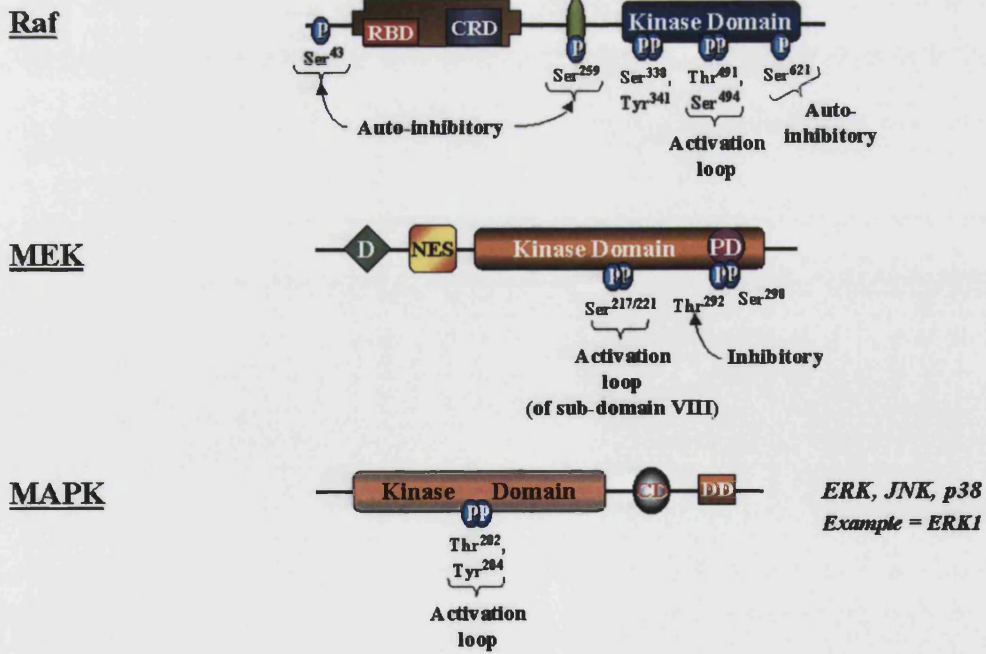 Raf
RBD CRD Kinase Domain
P P PP PP P
Ser43 Ser259 Ser338, Thr491, Ser621
Tyr341 Ser494
Auto-inhibitory Activation loop Auto-inhibitory
MEK
D NES Kinase Domain PD
PP PP
Ser217/221 Thr292 Ser298
Activation Inhibitory
loop
(of sub-domain VIII)
MAPK
Kinase Domain CD DD ERK, JNK, p38
PP Example = ERK1
Thr202,
Tyr204
Activation
loop